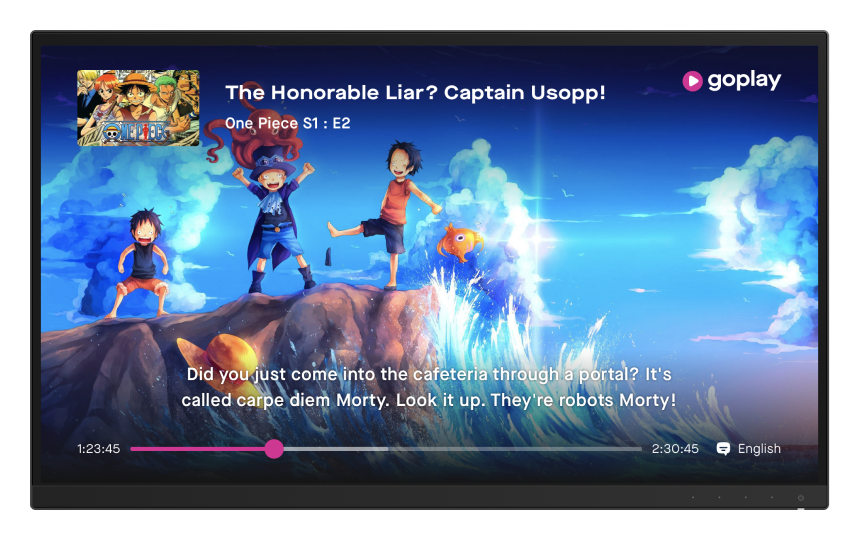 ONE PIECE
The Honorable Liar? Captain Usopp!
One Piece S1 : E2
goplay
Did you just come into the cafeteria through a portal? It's
called carpe diem Morty. Look it up. They're robots Morty!
1:23:45
2:30:45
English